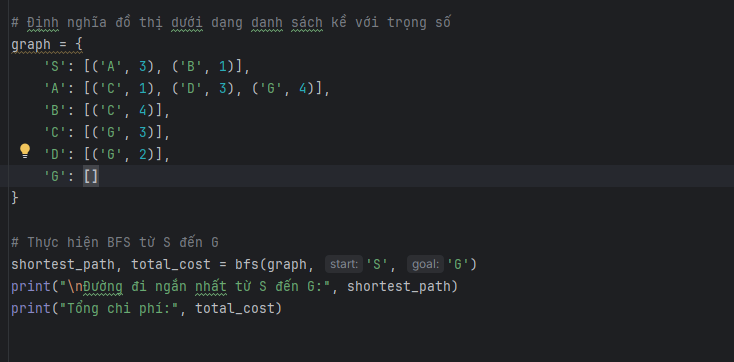 # Định nghĩa đồ thị dưới dạng danh sách kề với trọng số
graph = {
    'S': [('A', 3), ('B', 1)],
    'A': [('C', 1), ('D', 3), ('G', 4)],
    'B': [('C', 4)],
    'C': [('G', 3)],
    'D': [('G', 2)],
    'G': []
}
# Thực hiện BFS từ S đến G
shortest_path, total_cost = bfs(graph, start: 'S', goal: 'G')
print("\nĐường đi ngắn nhất từ S đến G:", shortest_path)
print("Tổng chi phí:", total_cost)